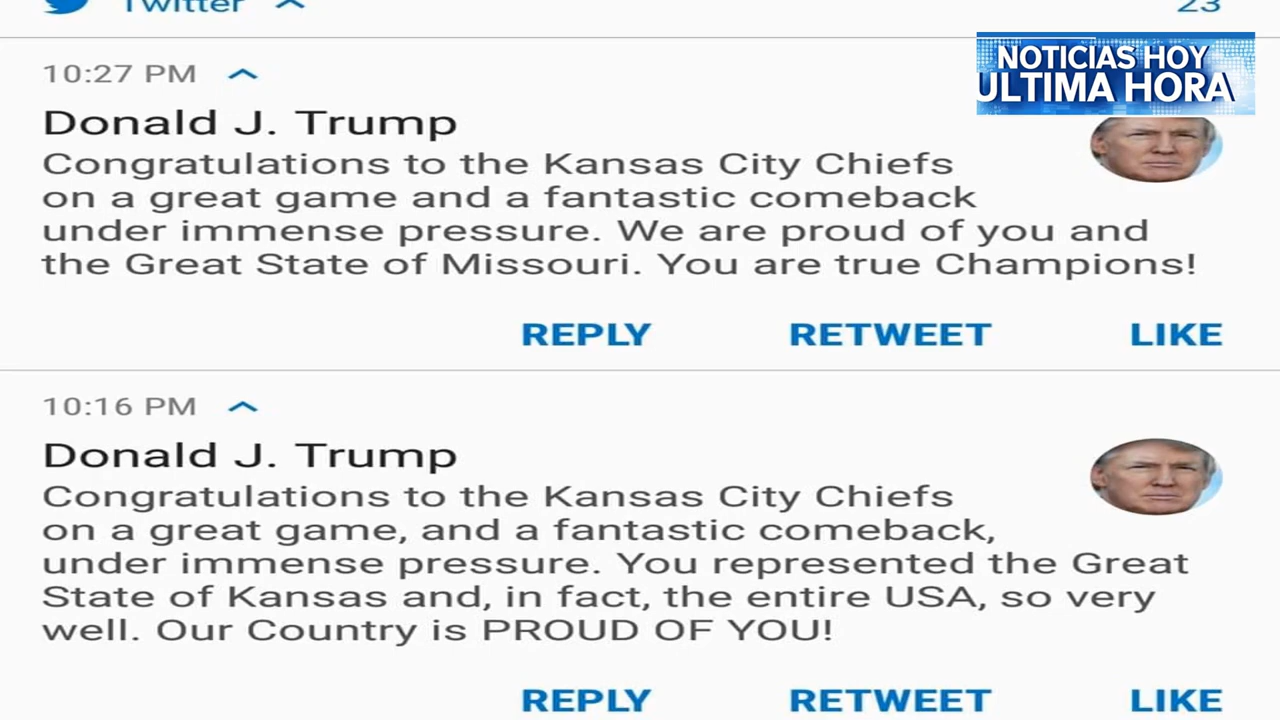 Twitter
23
NOTICIAS HOY
ULTIMA HORA
10:27 PM
Donald J. Trump
Congratulations to the Kansas City Chiefs
on a great game and a fantastic comeback
under immense pressure. We are proud of you and
the Great State of Missouri. You are true Champions!
REPLY RETWEET LIKE
10:16 PM
Donald J. Trump
Congratulations to the Kansas City Chiefs
on a great game, and a fantastic comeback,
under immense pressure. You represented the Great
State of Kansas and, in fact, the entire USA, so very
well. Our Country is PROUD OF YOU!
REPLY RETWEET LIKE